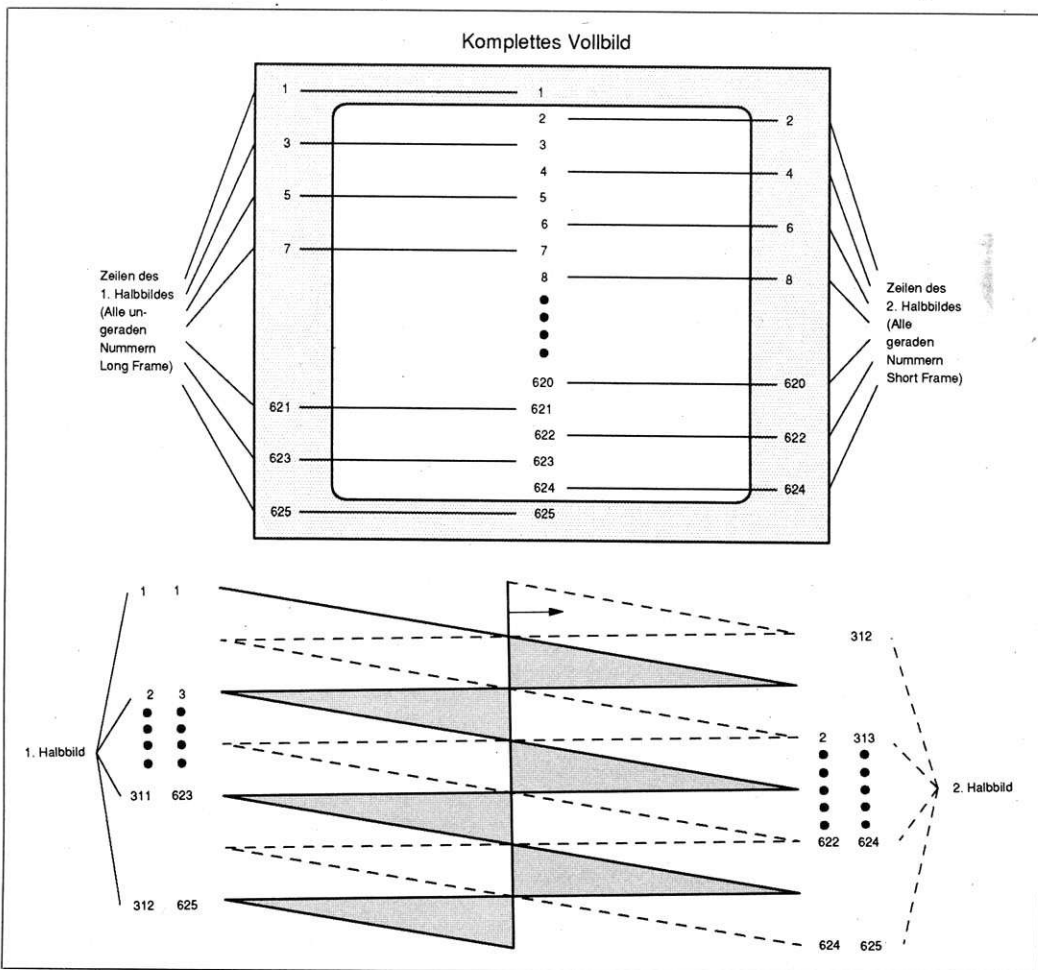 Komplettes Vollbild
1 1
2 2
3 3
4 4
5 5
6 6
7 7
8 8
Zeilen des
1. Halbbildes
(Alle un-
geraden
Nummern
Long Frame)
Zeilen des
2. Halbbildes
(Alle
geraden
Nummern
Short Frame)
620 620
621 621
622 622
623 623
624 624
625 625
1 1
312
2 3
2 313
1. Halbbild
2. Halbbild
311 623
622 624
312 625
624 625